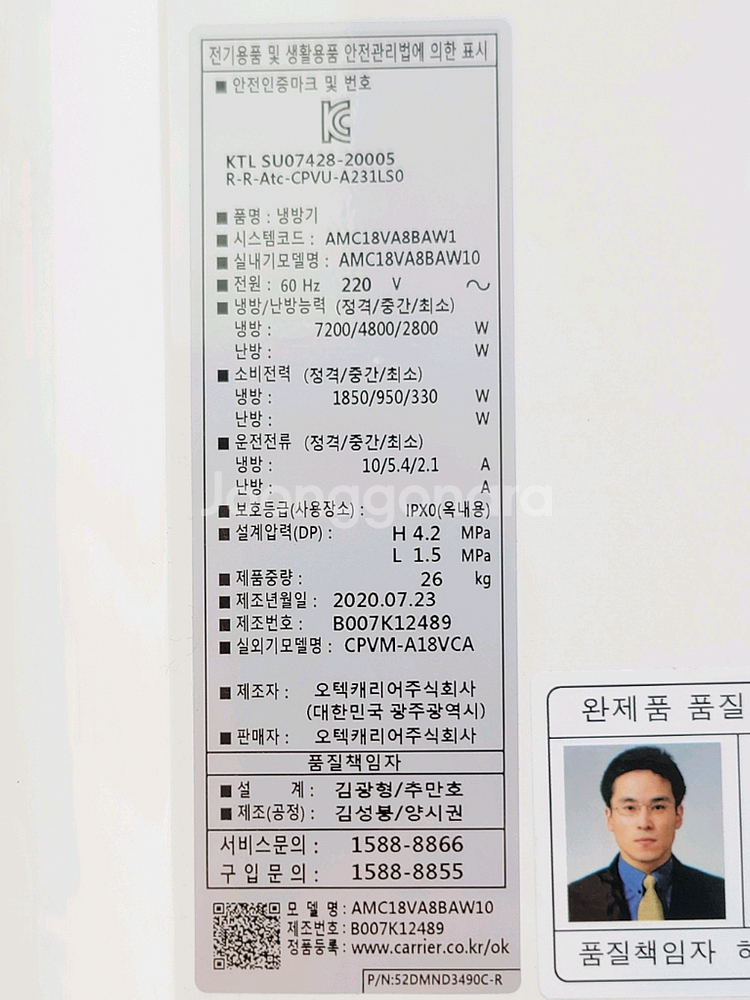 전기용품 및 생활용품 안전관리법에 의한 표시
■ 안전인증마크 및 번호
KC
KTL SU07428-20005
R-R-Atc-CPVU-A231LS0
■ 품명 : 냉방기
■ 시스템코드 : AMC18VA8BAW1
■ 실내기모델명 : AMC18VA8BAW10
■ 전원 : 60 Hz 220 V ~
■ 냉방/난방능력 (정격/중간/최소)
냉방 : 7200/4800/2800 W
난방 : W
■ 소비전력 (정격/중간/최소)
냉방 : 1850/950/330 W
난방 : W
■ 운전전류 (정격/중간/최소)
냉방 : 10/5.4/2.1 A
난방 : A
Joonggonara
■ 보호등급(사용장소) : IPX0(옥내용)
■ 설계압력(DP) : H 4.2 MPa
L 1.5 MPa
■ 제품중량 : 26 kg
■ 제조년월일 : 2020.07.23
■ 제조번호 : B007K12489
■ 실외기모델명 : CPVM-A18VCA
■ 제조자 : 오텍캐리어주식회사
(대한민국 광주광역시)
■ 판매자 : 오텍캐리어주식회사
품질책임자
■ 설 계 : 김광형/추만호
■ 제조(공정) : 김성봉/양시권
서비스문의 : 1588-8866
구입문의 : 1588-8855
모 델 명 : AMC18VA8BAW10
제조번호 : B007K12489
정품등록 : www.carrier.co.kr/ok
P/N:52DMND3490C-R
완제품 품질
품질책임자